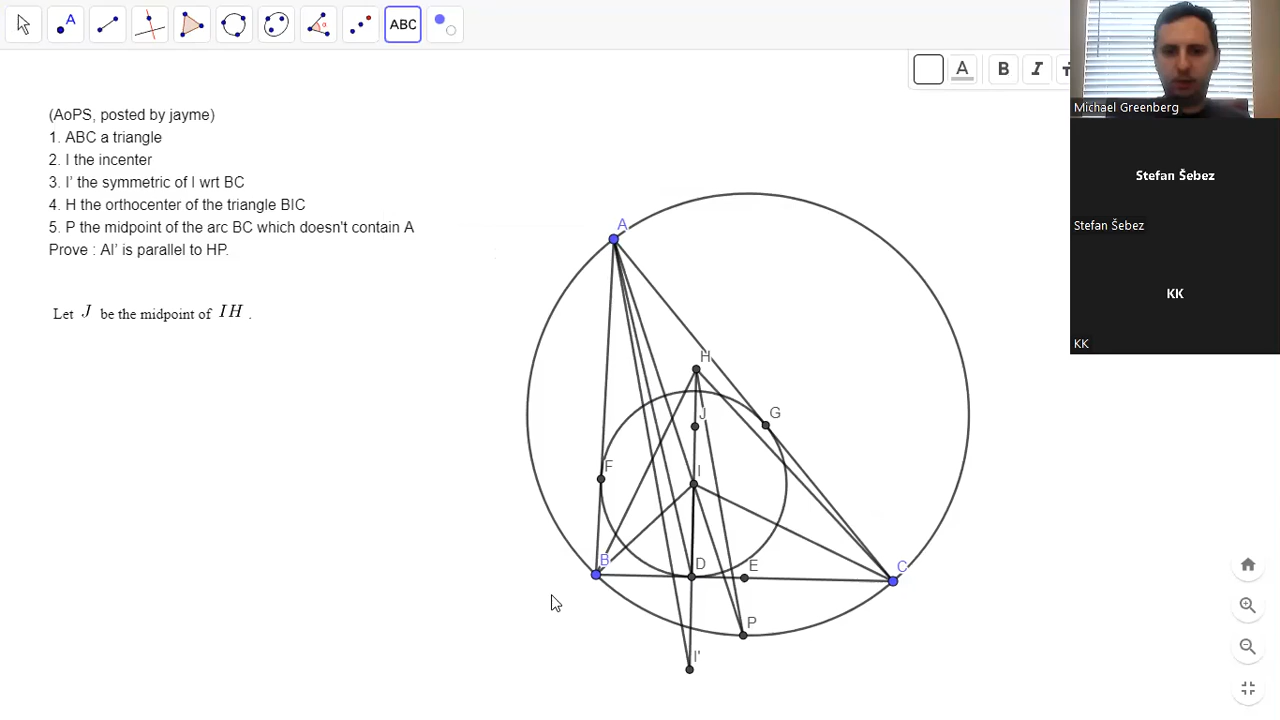 ABC
A B I T
(AoPS, posted by jayme)
1. ABC a triangle
2. I the incenter
3. I' the symmetric of I wrt BC
4. H the orthocenter of the triangle BIC
5. P the midpoint of the arc BC which doesn't contain A
Prove : AI' is parallel to HP.
Let J be the midpoint of IH .
A
H
J
G
I
F
B
D
E
C
P
I'
Michael Greenberg
Stefan Šebez
Stefan Šebez
KK
KK